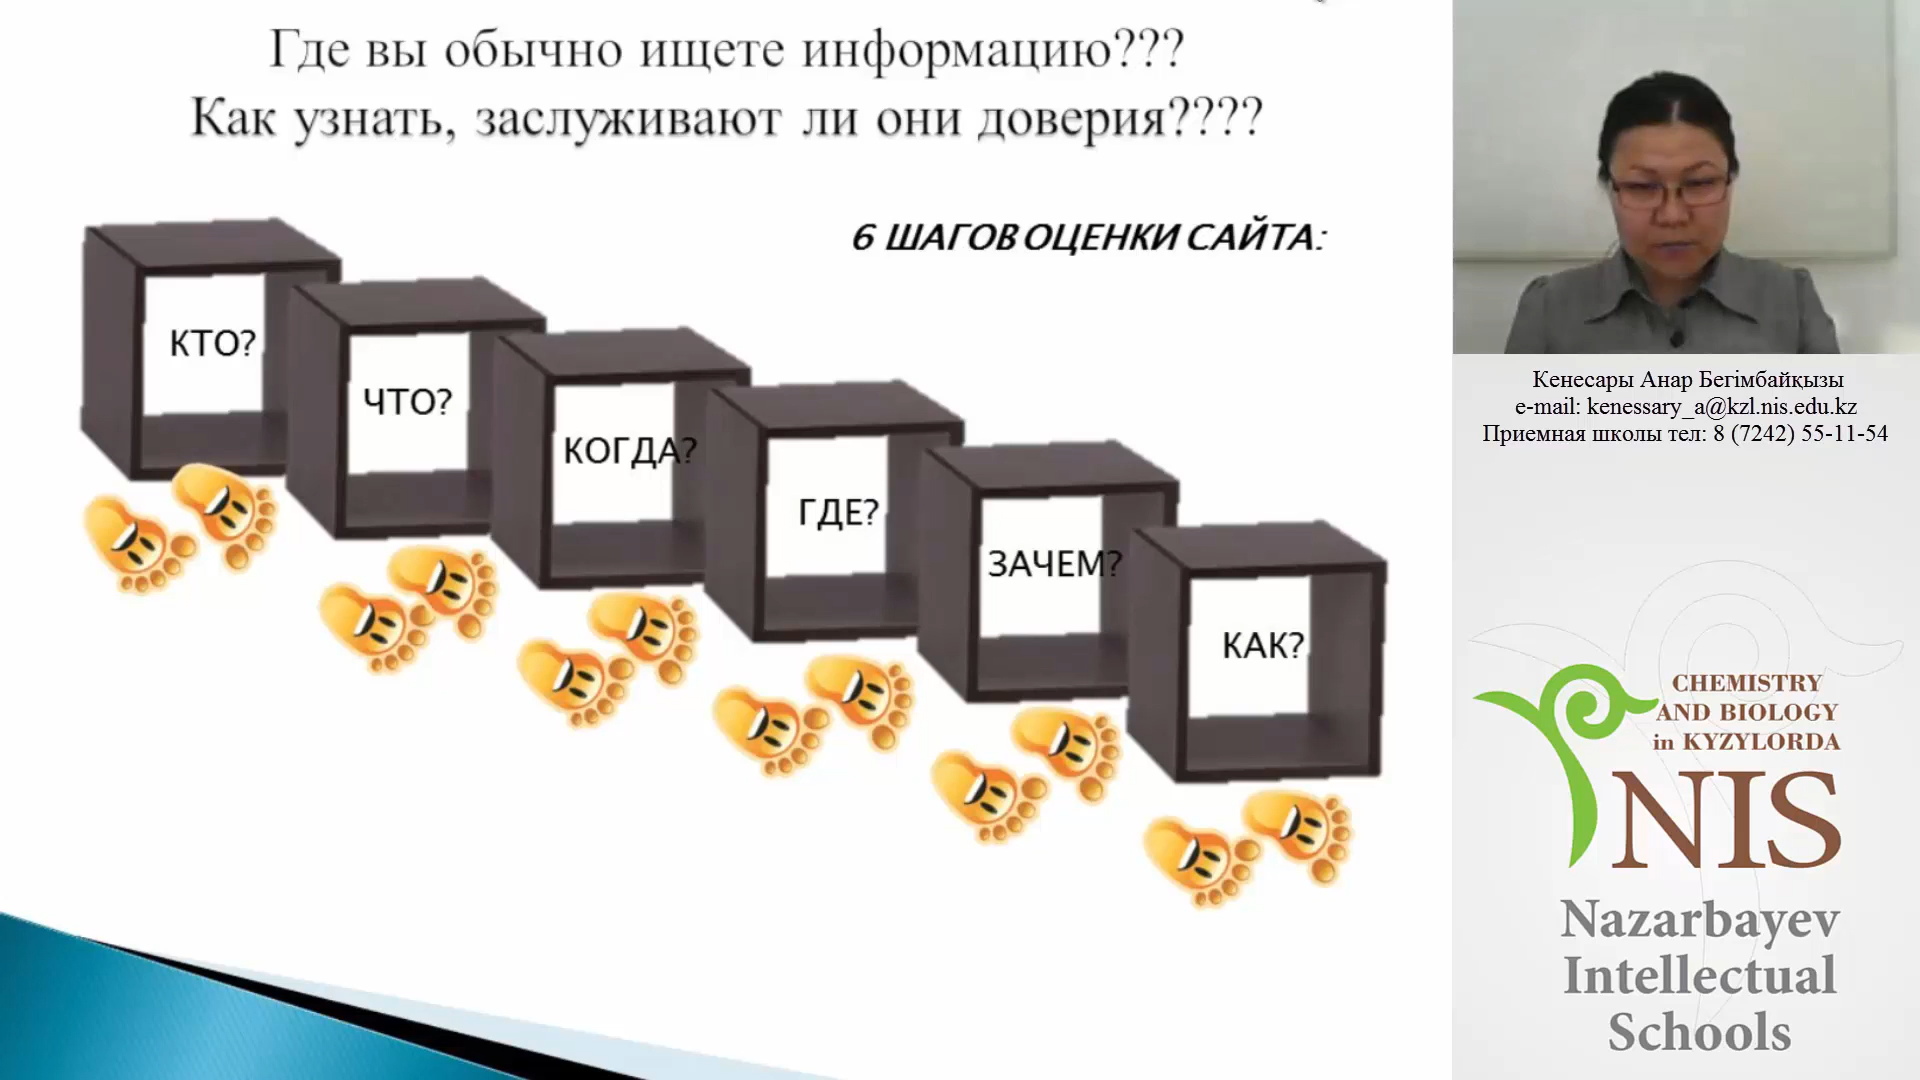 Где вы обычно ищете информацию???
Как узнать, заслуживают ли они доверия????
6 ШАГОВ ОЦЕНКИ САЙТА:
КТО?
ЧТО?
КОГДА?
ГДЕ?
ЗАЧЕМ?
КАК?
Кенесары Анар Бегімбайқызы
e-mail: kenessary_a@kzl.nis.edu.kz
Приемная школы тел: 8 (7242) 55-11-54
CHEMISTRY
AND BIOLOGY
in KYZYLORDA
NIS
Nazarbayev
Intellectual
Schools